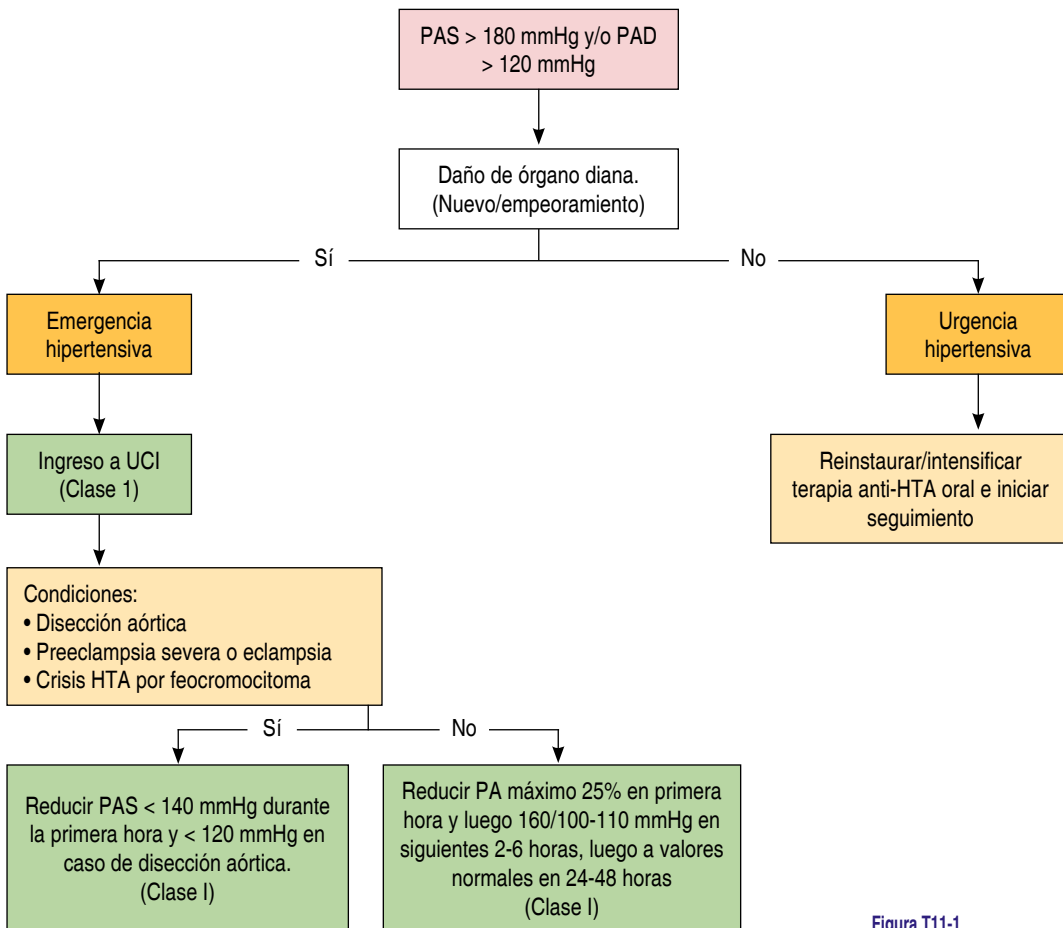 PAS > 180 mmHg y/o PAD
> 120 mmHg
Daño de órgano diana.
(Nuevo/empeoramiento)
Sí
No
Emergencia
hipertensiva
Urgencia
hipertensiva
Ingreso a UCI
(Clase 1)
Reinstaurar/intensificar
terapia anti-HTA oral e iniciar
seguimiento
Condiciones:
• Disección aórtica
• Preeclampsia severa o eclampsia
• Crisis HTA por feocromocitoma
Sí
No
Reducir PAS < 140 mmHg durante
la primera hora y < 120 mmHg en
caso de disección aórtica.
(Clase I)
Reducir PA máximo 25% en primera
hora y luego 160/100-110 mmHg en
siguientes 2-6 horas, luego a valores
normales en 24-48 horas
(Clase I)
Figura T11-1